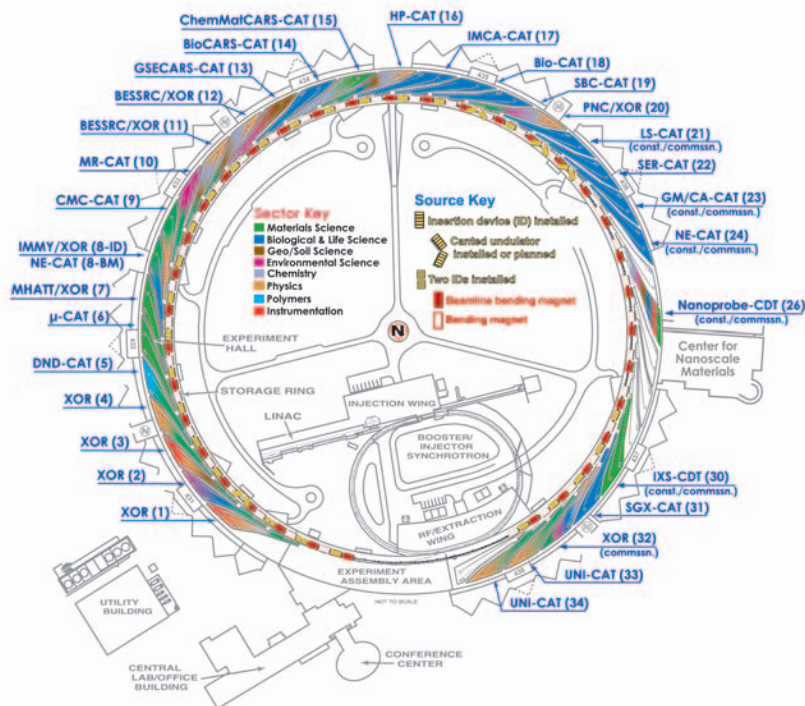 ChemMatCARS-CAT (15)
BioCARS-CAT (14)
GSECARS-CAT (13)
BESSRC/XOR (12)
BESSRC/XOR (11)
MR-CAT (10)
CMC-CAT (9)
IMMY/XOR (8-ID)
NE-CAT (8-BM)
MHATT/XOR (7)
µ-CAT (6)
DND-CAT (5)
XOR (4)
XOR (3)
XOR (2)
XOR (1)
HP-CAT (16)
IMCA-CAT (17)
Bio-CAT (18)
SBC-CAT (19)
PNC/XOR (20)
LS-CAT (21)
(const./commssn.)
SER-CAT (22)
GM/CA-CAT (23)
(const./commssn.)
NE-CAT (24)
(const./commssn.)
Nanoprobe-CDT (26)
(const./commssn.)
Center for
Nanoscale
Materials
IXS-CDT (30)
(const./commssn.)
SGX-CAT (31)
XOR (32)
(commssn.)
UNI-CAT (33)
UNI-CAT (34)
Sector Key
Materials Science
Biological & Life Science
Geo/Soil Science
Environmental Science
Chemistry
Physics
Polymers
Instrumentation
Source Key
Insertion device (ID) installed
Canted undulator
installed or planned
Two IDs installed
Beamline bending magnet
Bending magnet
N
EXPERIMENT
HALL
STORAGE RING
LINAC
INJECTION WING
BOOSTER/
INJECTOR
SYNCHROTRON
RF/EXTRACTION
WING
EXPERIMENT
ASSEMBLY AREA
NOT TO SCALE
UTILITY
BUILDING
CENTRAL
LAB/OFFICE
BUILDING
CONFERENCE
CENTER
434
435
433
432
431
438